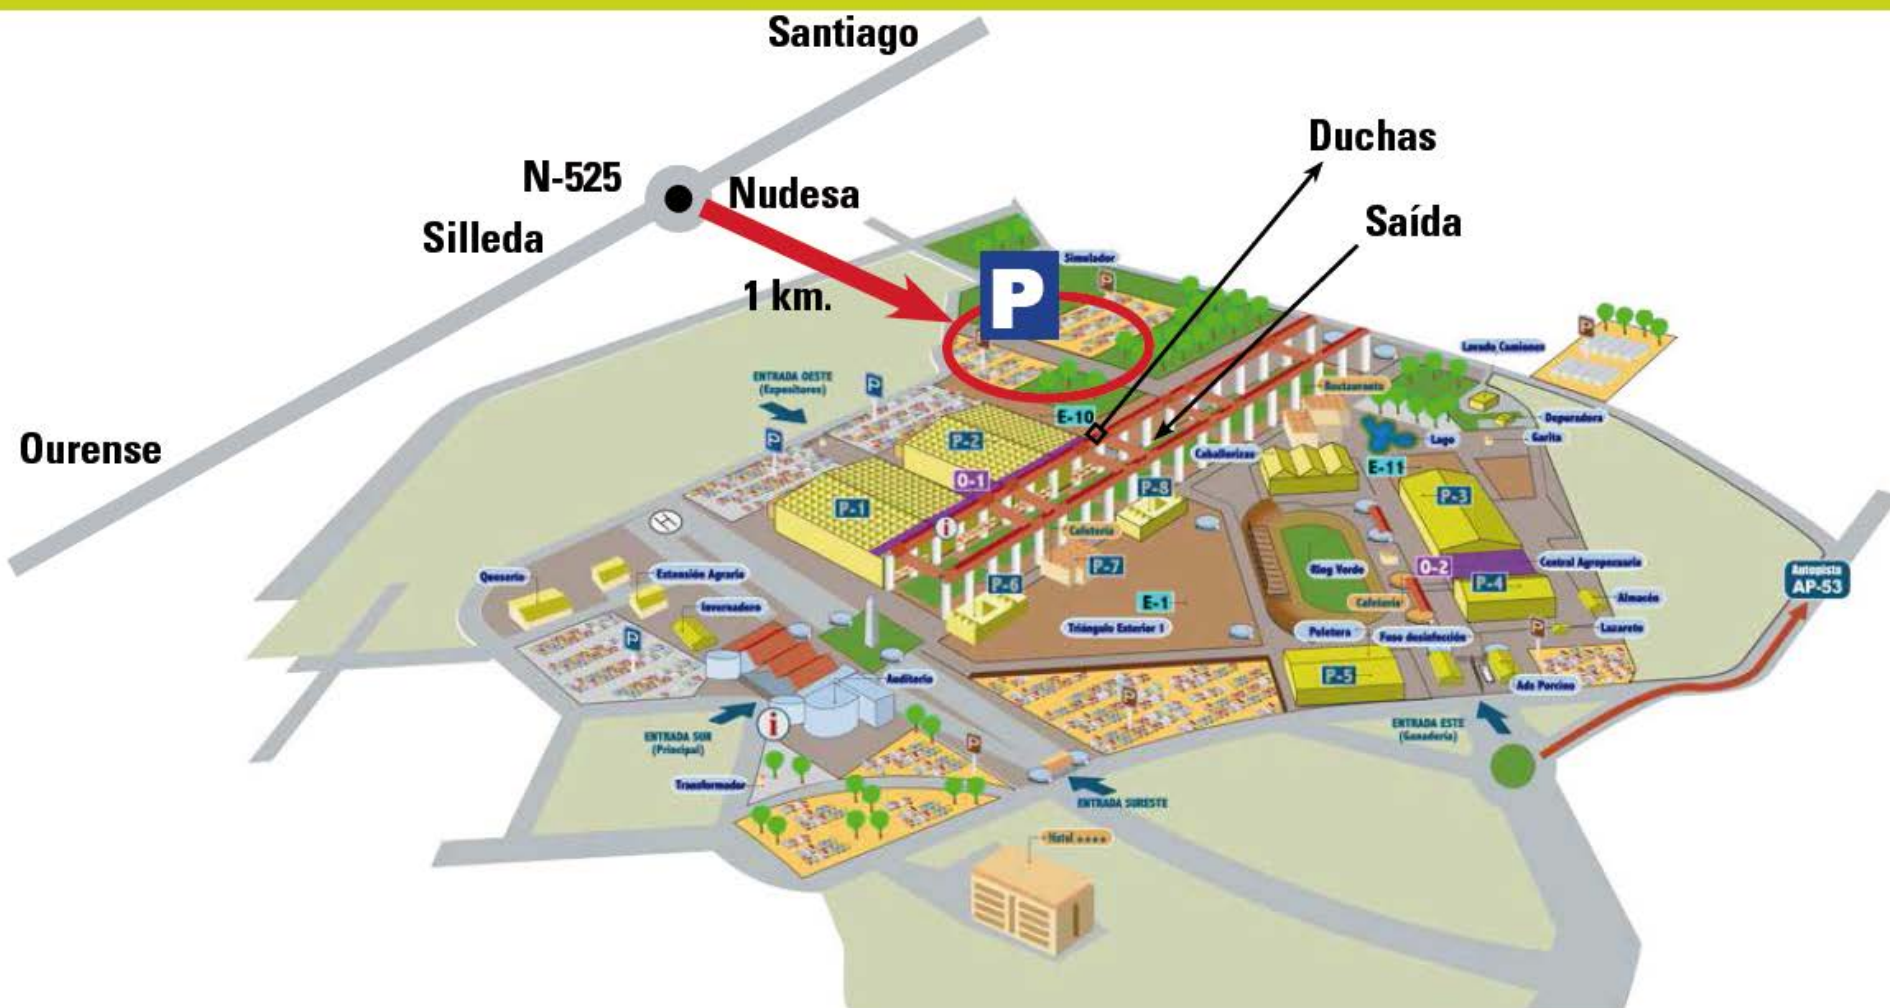 Santiago
N-525
Nudesa
Silleda
1 km.
Ourense
Duchas
Saída
P
Simulador
P
P
Lavado Camiones
ENTRADA OESTE
(Expositores)
P
P
Restaurante
E-10
P-2
Depuradora
Garita
Lago
Caballerizas
E-11
O-1
P-8
P-3
P-1
i
Cafetería
H
P-7
Ring Verde
O-2
Central Agropecuaria
Autopista
AP-53
Quesería
Extensión Agraria
P-6
P-4
Invernadero
E-1
Cafetería
Almacén
Triángulo Exterior 1
Peletera
Foso desinfección
P
Lazareto
P
Auditorio
P-5
Ads Porcino
P
i
ENTRADA SUR
(Principal)
ENTRADA ESTE
(Ganadería)
P
Transformador
ENTRADA SURESTE
Hotel ****